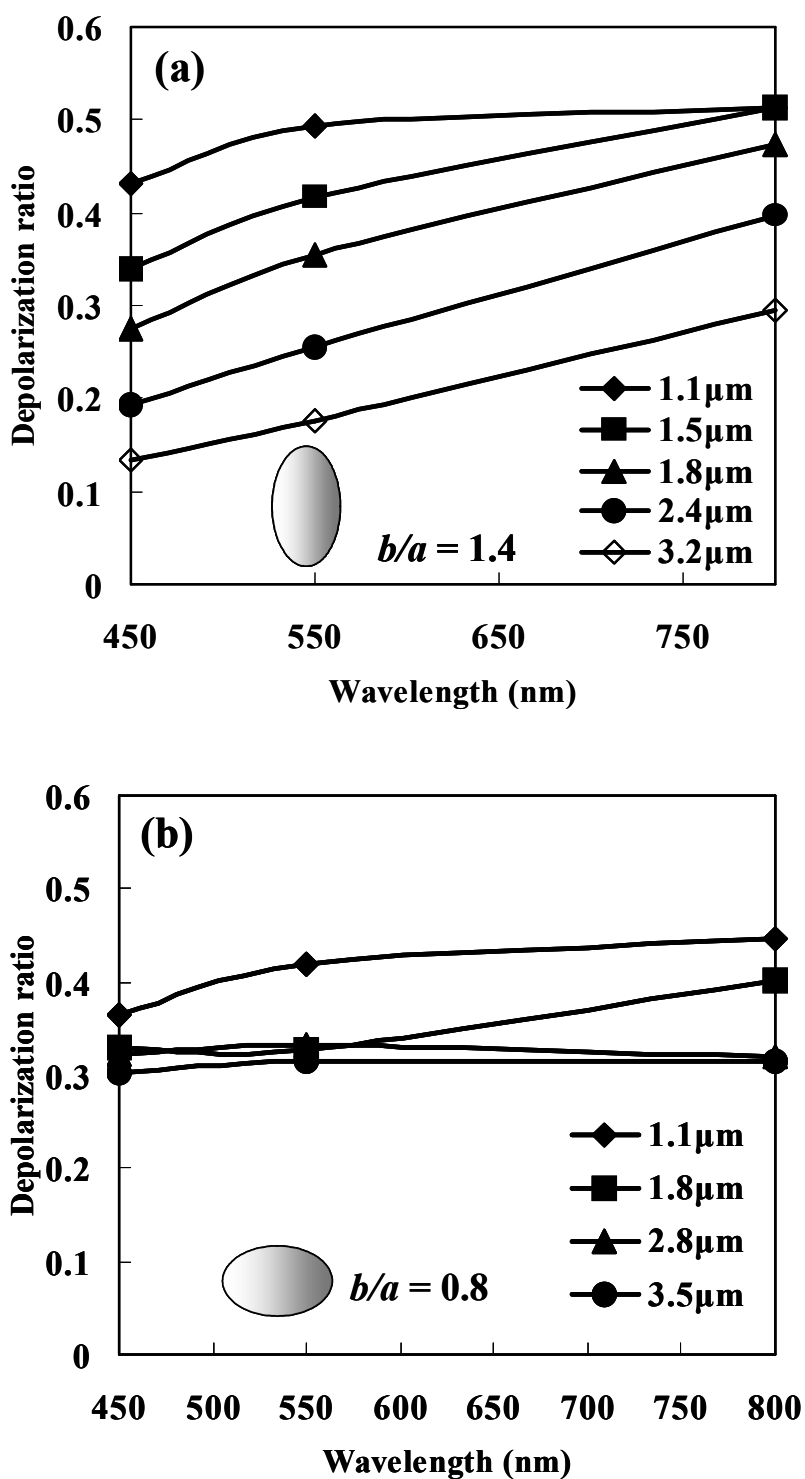 (a)
0.6
0.5
0.4
0.3
0.2
0.1
0
Depolarization ratio
1.1μm
1.5μm
1.8μm
2.4μm
3.2μm
b/a = 1.4
450 550 650 750
Wavelength (nm)
(b)
0.6
0.5
0.4
0.3
0.2
0.1
0
Depolarization ratio
1.1μm
1.8μm
2.8μm
3.5μm
b/a = 0.8
450 500 550 600 650 700 750 800
Wavelength (nm)